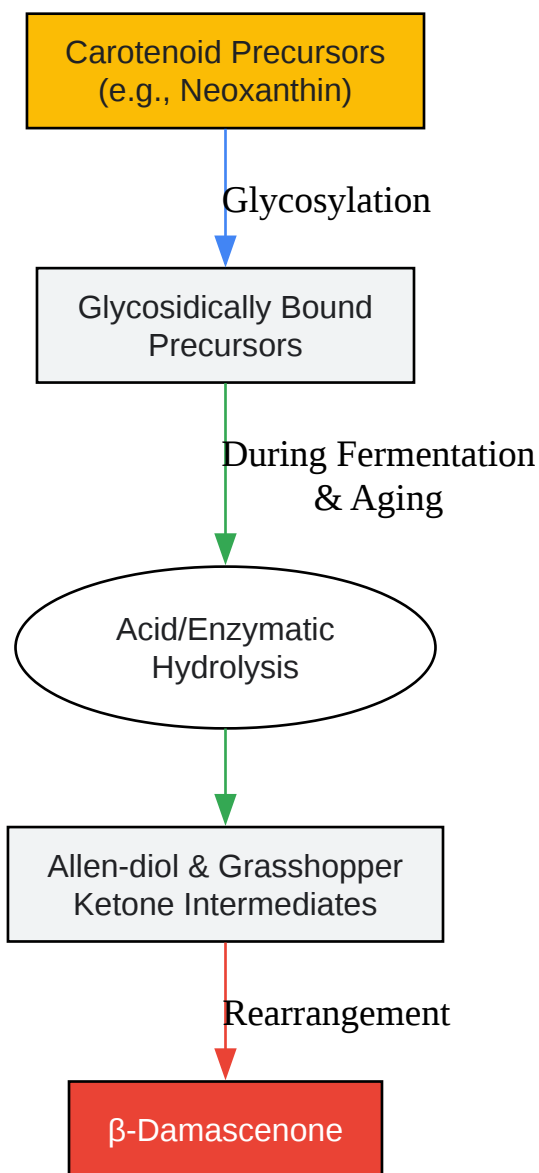 Carotenoid Precursors
(e.g., Neoxanthin)
Glycosylation
Glycosidically Bound
Precursors
During Fermentation
& Aging
Acid/Enzymatic
Hydrolysis
Allen-diol & Grasshopper
Ketone Intermediates
Rearrangement
β-Damascenone